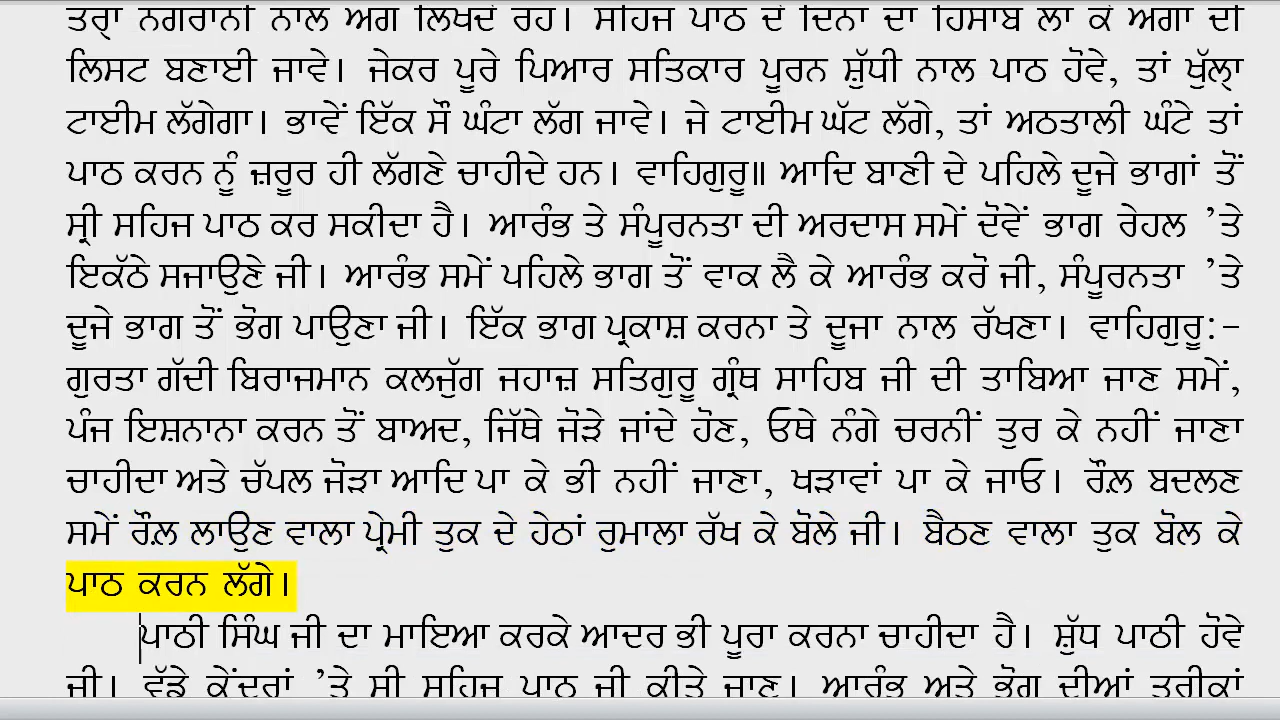 ਤਰ੍ਹਾਂ ਨਿਗਰਾਨੀ ਨਾਲ ਅੰਗ ਲਿਖਦੇ ਰਹੋ। ਸਹਿਜ ਪਾਠ ਦੇ ਦਿਨਾਂ ਦਾ ਹਿਸਾਬ ਲਾ ਕੇ ਅੰਗਾਂ ਦੀ
ਲਿਸਟ ਬਣਾਈ ਜਾਵੇ। ਜੇਕਰ ਪੂਰੇ ਪਿਆਰ ਸਤਿਕਾਰ ਪੂਰਨ ਸ਼ੁੱਧੀ ਨਾਲ ਪਾਠ ਹੋਵੇ, ਤਾਂ ਖੁੱਲ੍ਹਾ
ਟਾਈਮ ਲੱਗੇਗਾ। ਭਾਵੇਂ ਇੱਕ ਸੌ ਘੰਟਾ ਲੱਗ ਜਾਵੇ। ਜੇ ਟਾਈਮ ਘੱਟ ਲੱਗੇ, ਤਾਂ ਅਠਤਾਲੀ ਘੰਟੇ ਤਾਂ
ਪਾਠ ਕਰਨ ਨੂੰ ਜ਼ਰੂਰ ਹੀ ਲੱਗਣੇ ਚਾਹੀਦੇ ਹਨ। ਵਾਹਿਗੁਰੂ॥ ਆਦਿ ਬਾਣੀ ਦੇ ਪਹਿਲੇ ਦੂਜੇ ਭਾਗਾਂ ਤੋਂ
ਸ੍ਰੀ ਸਹਿਜ ਪਾਠ ਕਰ ਸਕੀਦਾ ਹੈ। ਆਰੰਭ ਤੇ ਸੰਪੂਰਨਤਾ ਦੀ ਅਰਦਾਸ ਸਮੇਂ ਦੋਵੇਂ ਭਾਗ ਰੇਹਲ ’ਤੇ
ਇਕੱਠੇ ਸਜਾਉਣੇ ਜੀ। ਆਰੰਭ ਸਮੇਂ ਪਹਿਲੇ ਭਾਗ ਤੋਂ ਵਾਕ ਲੈ ਕੇ ਆਰੰਭ ਕਰੋ ਜੀ, ਸੰਪੂਰਨਤਾ ’ਤੇ
ਦੂਜੇ ਭਾਗ ਤੋਂ ਭੋਗ ਪਾਉਣਾ ਜੀ। ਇੱਕ ਭਾਗ ਪ੍ਰਕਾਸ਼ ਕਰਨਾ ਤੇ ਦੂਜਾ ਨਾਲ ਰੱਖਣਾ। ਵਾਹਿਗੁਰੂ:-
ਗੁਰਤਾ ਗੱਦੀ ਬਿਰਾਜਮਾਨ ਕਲਜੁੱਗ ਜਹਾਜ਼ ਸਤਿਗੁਰੂ ਗ੍ਰੰਥ ਸਾਹਿਬ ਜੀ ਦੀ ਤਾਬਿਆ ਜਾਣ ਸਮੇਂ,
ਪੰਜ ਇਸ਼ਨਾਨਾ ਕਰਨ ਤੋਂ ਬਾਅਦ, ਜਿੱਥੇ ਜੋੜੇ ਜਾਂਦੇ ਹੋਣ, ਓਥੇ ਨੰਗੇ ਚਰਨੀਂ ਤੁਰ ਕੇ ਨਹੀਂ ਜਾਣਾ
ਚਾਹੀਦਾ ਅਤੇ ਚੱਪਲ ਜੋੜਾ ਆਦਿ ਪਾ ਕੇ ਭੀ ਨਹੀਂ ਜਾਣਾ, ਖੜਾਵਾਂ ਪਾ ਕੇ ਜਾਓ। ਰੌਲ਼ ਬਦਲਣ
ਸਮੇਂ ਰੌਲ਼ ਲਾਉਣ ਵਾਲਾ ਪ੍ਰੇਮੀ ਤੁਕ ਦੇ ਹੇਠਾਂ ਰੁਮਾਲਾ ਰੱਖ ਕੇ ਬੋਲੇ ਜੀ। ਬੈਠਣ ਵਾਲਾ ਤੁਕ ਬੋਲ ਕੇ
ਪਾਠ ਕਰਨ ਲੱਗੇ।
ਪਾਠੀ ਸਿੰਘ ਜੀ ਦਾ ਮਾਇਆ ਕਰਕੇ ਆਦਰ ਭੀ ਪੂਰਾ ਕਰਨਾ ਚਾਹੀਦਾ ਹੈ। ਸ਼ੁੱਧ ਪਾਠੀ ਹੋਵੇ
ਜੀ। ਵੱਡੇ ਕੇਂਦਰਾਂ ’ਤੇ ਸ੍ਰੀ ਸਹਿਜ ਪਾਠ ਜੀ ਕੀਤੇ ਜਾਣ। ਆਰੰਭ ਅਤੇ ਭੋਗ ਦੀਆਂ ਤਰੀਕਾਂ